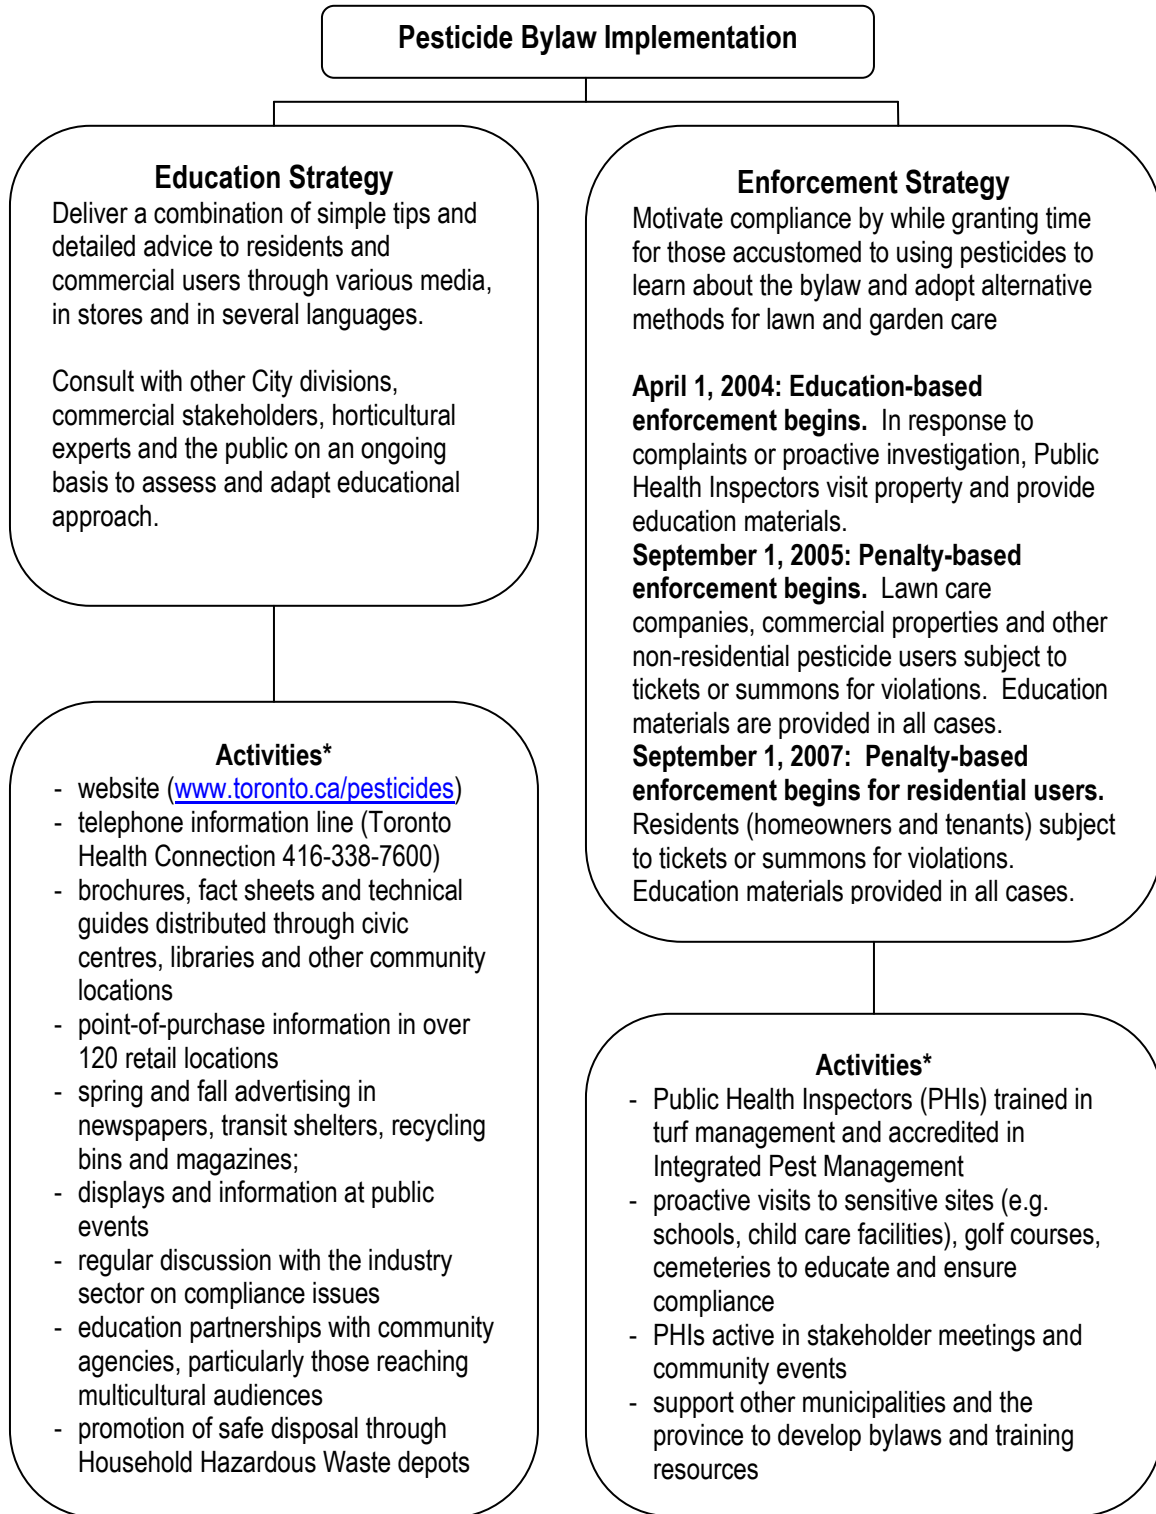 Pesticide Bylaw Implementation
Education Strategy
Deliver a combination of simple tips and
detailed advice to residents and
commercial users through various media,
in stores and in several languages.
Consult with other City divisions,
commercial stakeholders, horticultural
experts and the public on an ongoing
basis to assess and adapt educational
approach.
Activities*
- website (www.toronto.ca/pesticides)
- telephone information line (Toronto
Health Connection 416-338-7600)
- brochures, fact sheets and technical
guides distributed through civic
centres, libraries and other community
locations
- point-of-purchase information in over
120 retail locations
- spring and fall advertising in
newspapers, transit shelters, recycling
bins and magazines;
- displays and information at public
events
- regular discussion with the industry
sector on compliance issues
- education partnerships with community
agencies, particularly those reaching
multicultural audiences
- promotion of safe disposal through
Household Hazardous Waste depots
Enforcement Strategy
Motivate compliance by while granting time
for those accustomed to using pesticides to
learn about the bylaw and adopt alternative
methods for lawn and garden care
April 1, 2004: Education-based
enforcement begins. In response to
complaints or proactive investigation, Public
Health Inspectors visit property and provide
education materials.
September 1, 2005: Penalty-based
enforcement begins. Lawn care
companies, commercial properties and other
non-residential pesticide users subject to
tickets or summons for violations. Education
materials are provided in all cases.
September 1, 2007: Penalty-based
enforcement begins for residential users.
Residents (homeowners and tenants) subject
to tickets or summons for violations.
Education materials provided in all cases.
Activities*
- Public Health Inspectors (PHIs) trained in
turf management and accredited in
Integrated Pest Management
- proactive visits to sensitive sites (e.g.
schools, child care facilities), golf courses,
cemeteries to educate and ensure
compliance
- PHIs active in stakeholder meetings and
community events
- support other municipalities and the
province to develop bylaws and training
resources